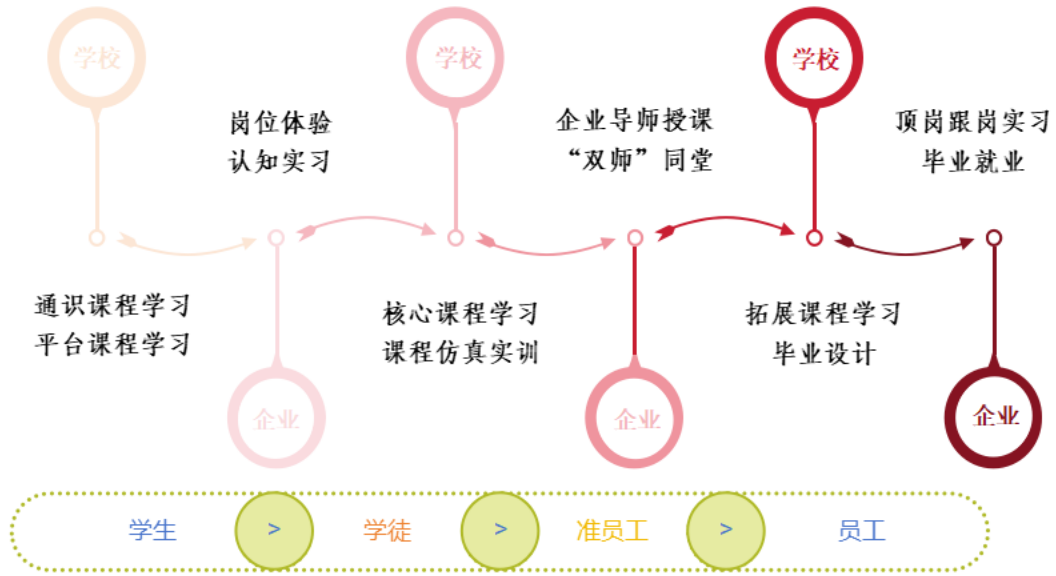 学校
学校
学校
岗位体验
认知实习
企业导师授课
“双师”同堂
顶岗跟岗实习
毕业就业
通识课程学习
平台课程学习
核心课程学习
课程仿真实训
拓展课程学习
毕业设计
企业
企业
企业
学生 > 学徒 > 准员工 > 员工